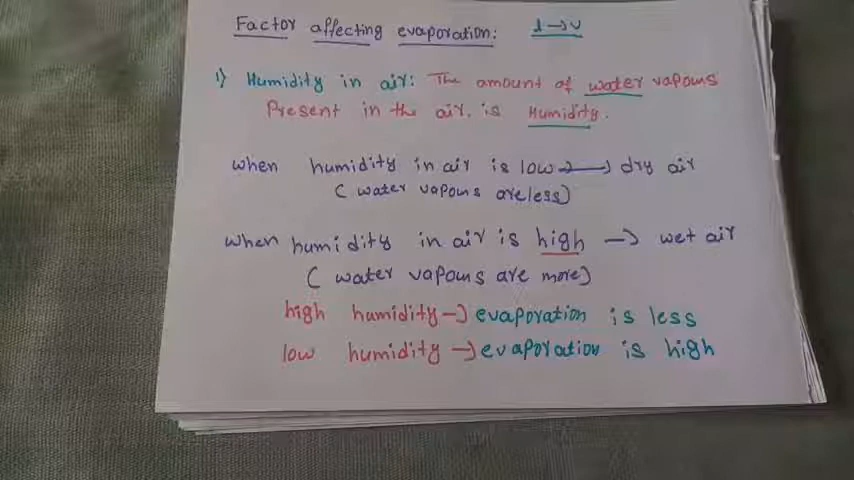 Factor affecting evaporation: l→v
1) Humidity in air: The amount of water vapours
Present in the air. is Humidity.
when humidity in air is low → dry air
( water vapours are less)
when humidity in air is high → wet air
( water vapours are more)
high humidity → evaporation is less
low humidity → evaporation is high